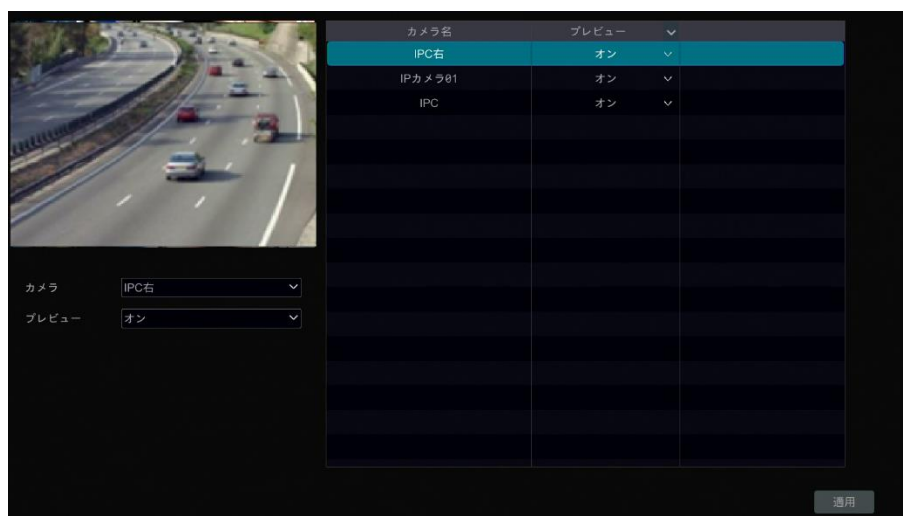 カメラ名 プレビュー
IPC右 オン
IPカメラ01 オン
IPC オン
カメラ IPC右
プレビュー オン
適用